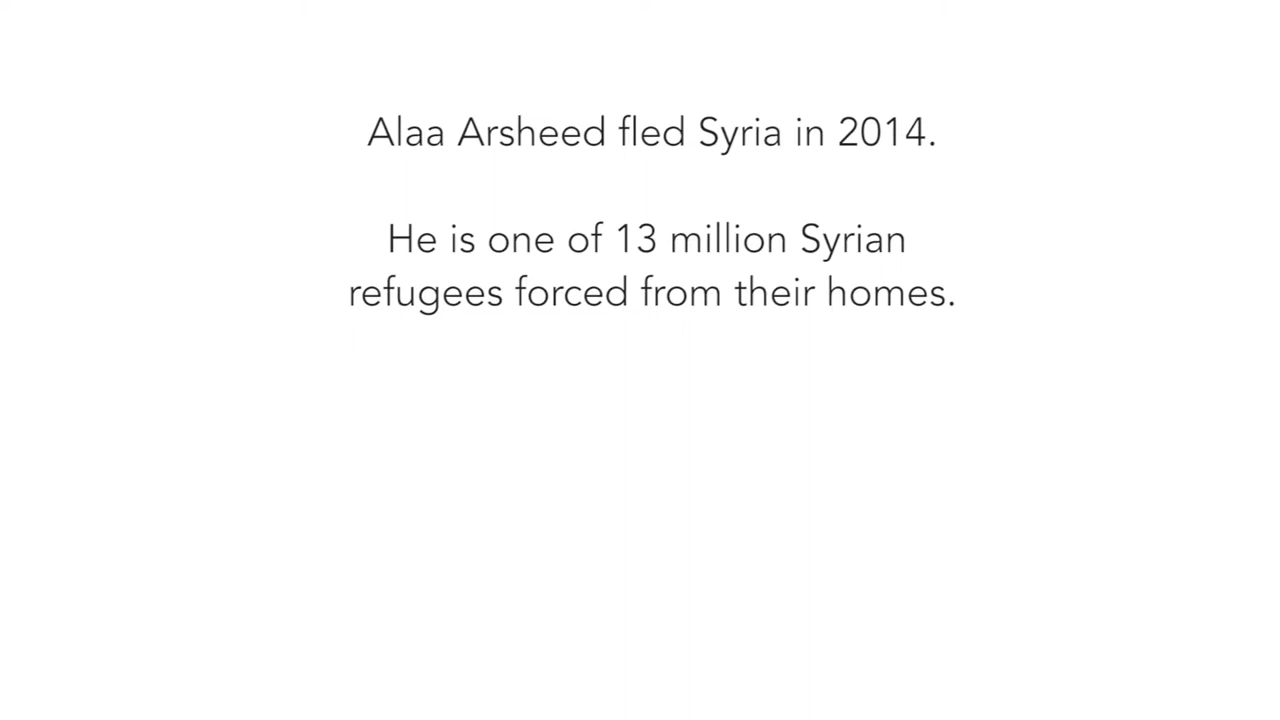 Alaa Arsheed fled Syria in 2014.
He is one of 13 million Syrian
refugees forced from their homes.